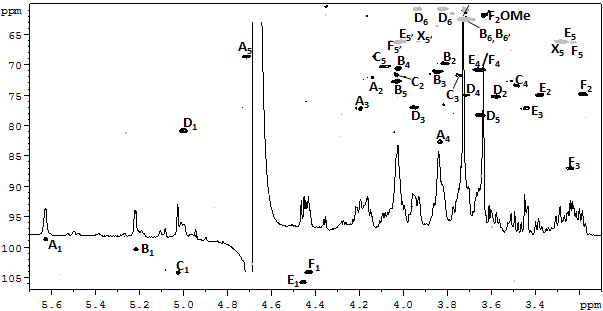 ppm
65
70
75
80
85
90
95
100
105
5.6 5.4 5.2 5.0 4.8 4.6 4.4 4.2 4.0 3.8 3.6 3.4 ppm
D6 D6 F2OMe
E5' X5' B6,B6' E5
F5' X5 F5
A5 C5 B4 B2 E4 F4
A2 C2 B3 C3 C4
B5 D4 D2 E2 F2
A3 D3 D5 E3
D1 A4
F3
A1 B1
C1 F1
E1